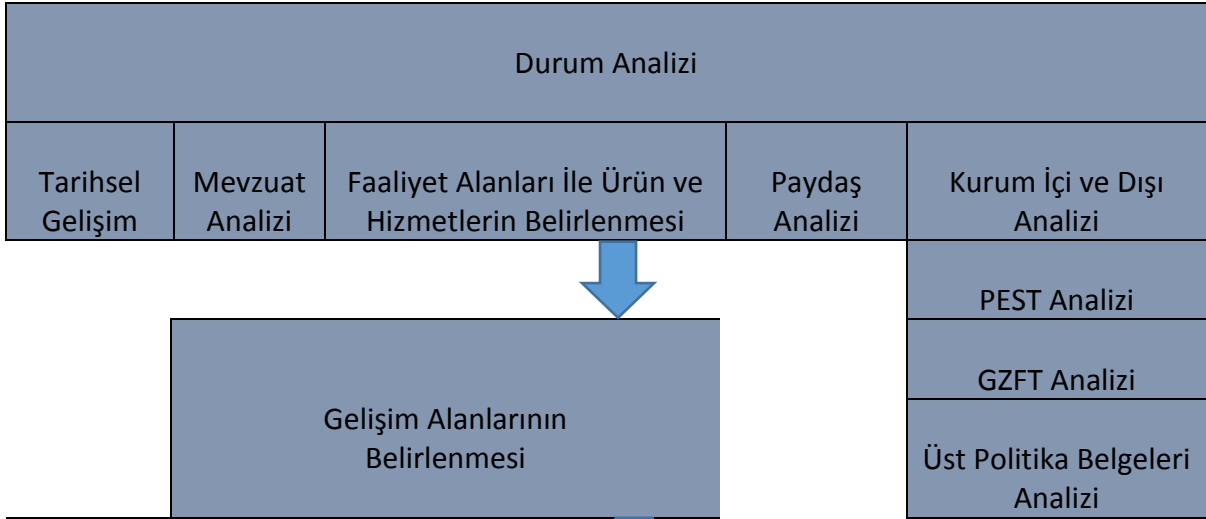 Durum Analizi
Tarihsel
Gelişim
Mevzuat
Analizi
Faaliyet Alanları İle Ürün ve
Hizmetlerin Belirlenmesi
Paydaş
Analizi
Kurum İçi ve Dışı
Analizi
PEST Analizi
GZFT Analizi
Gelişim Alanlarının
Belirlenmesi
Üst Politika Belgeleri
Analizi